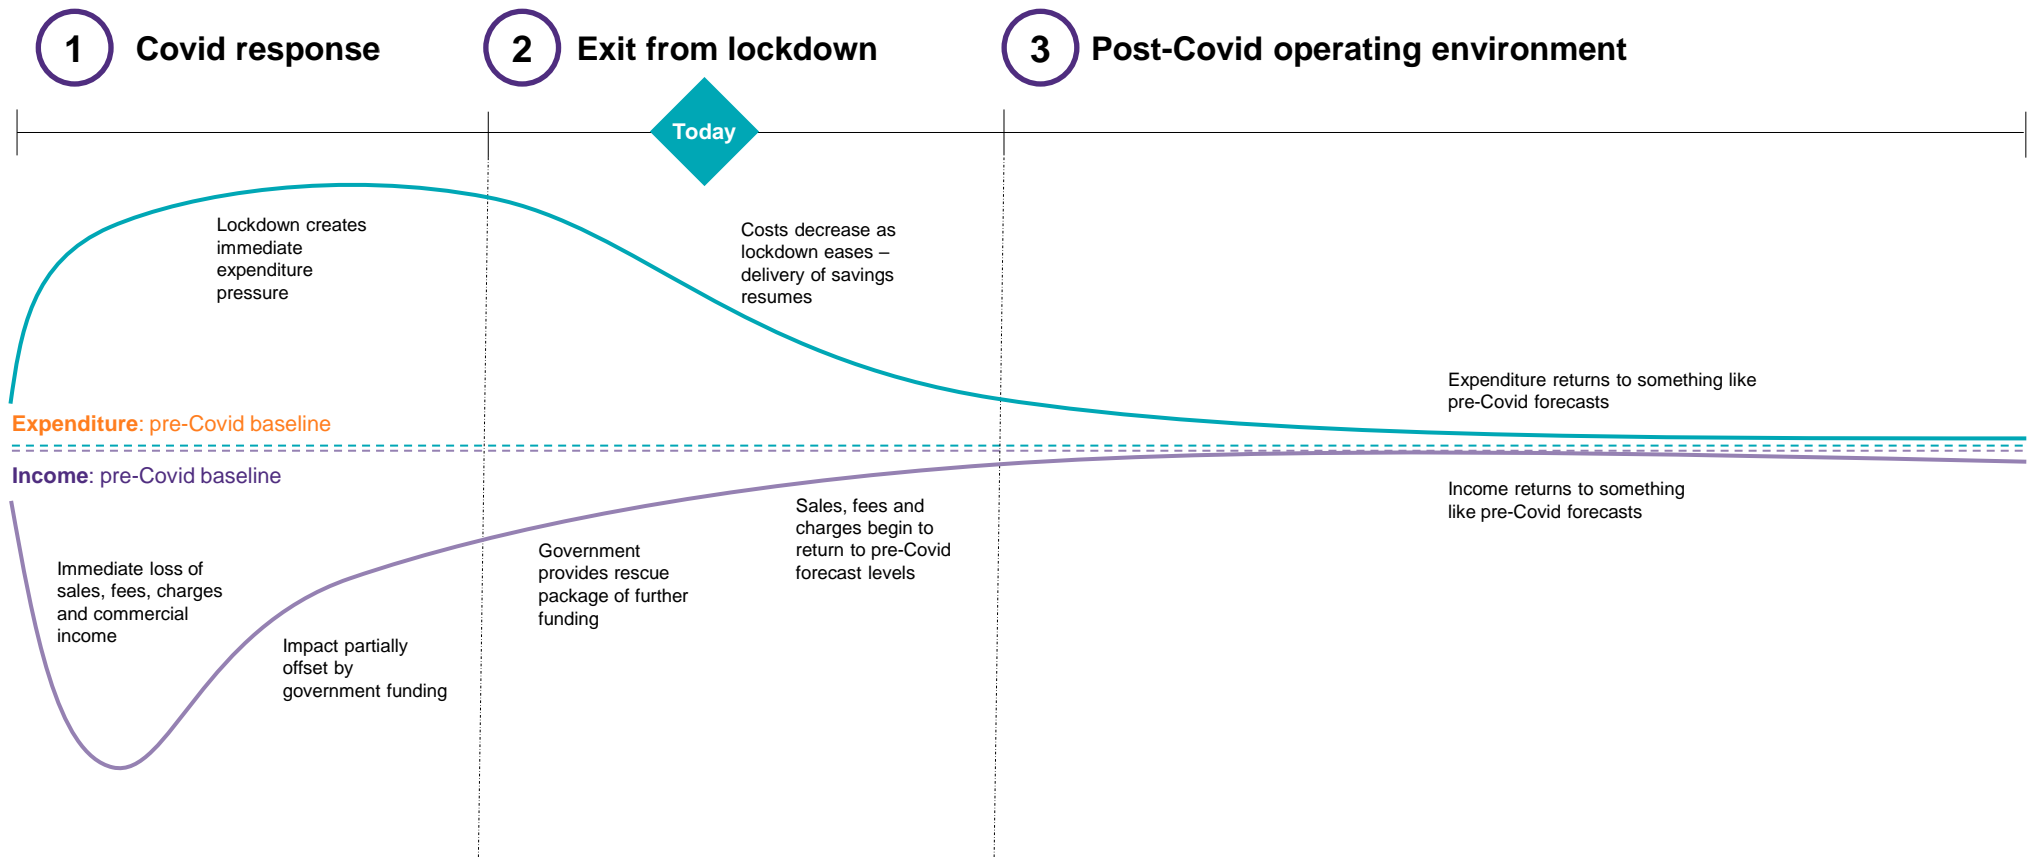 1 Covid response
2 Exit from lockdown
3 Post-Covid operating environment
Today
Lockdown creates
immediate
expenditure
pressure
Costs decrease as
lockdown eases –
delivery of savings
resumes
Expenditure returns to something like
pre-Covid forecasts
Expenditure: pre-Covid baseline
Income: pre-Covid baseline
Immediate loss of
sales, fees, charges
and commercial
income
Impact partially
offset by
government funding
Government
provides rescue
package of further
funding
Sales, fees and
charges begin to
return to pre-Covid
forecast levels
Income returns to something
like pre-Covid forecasts